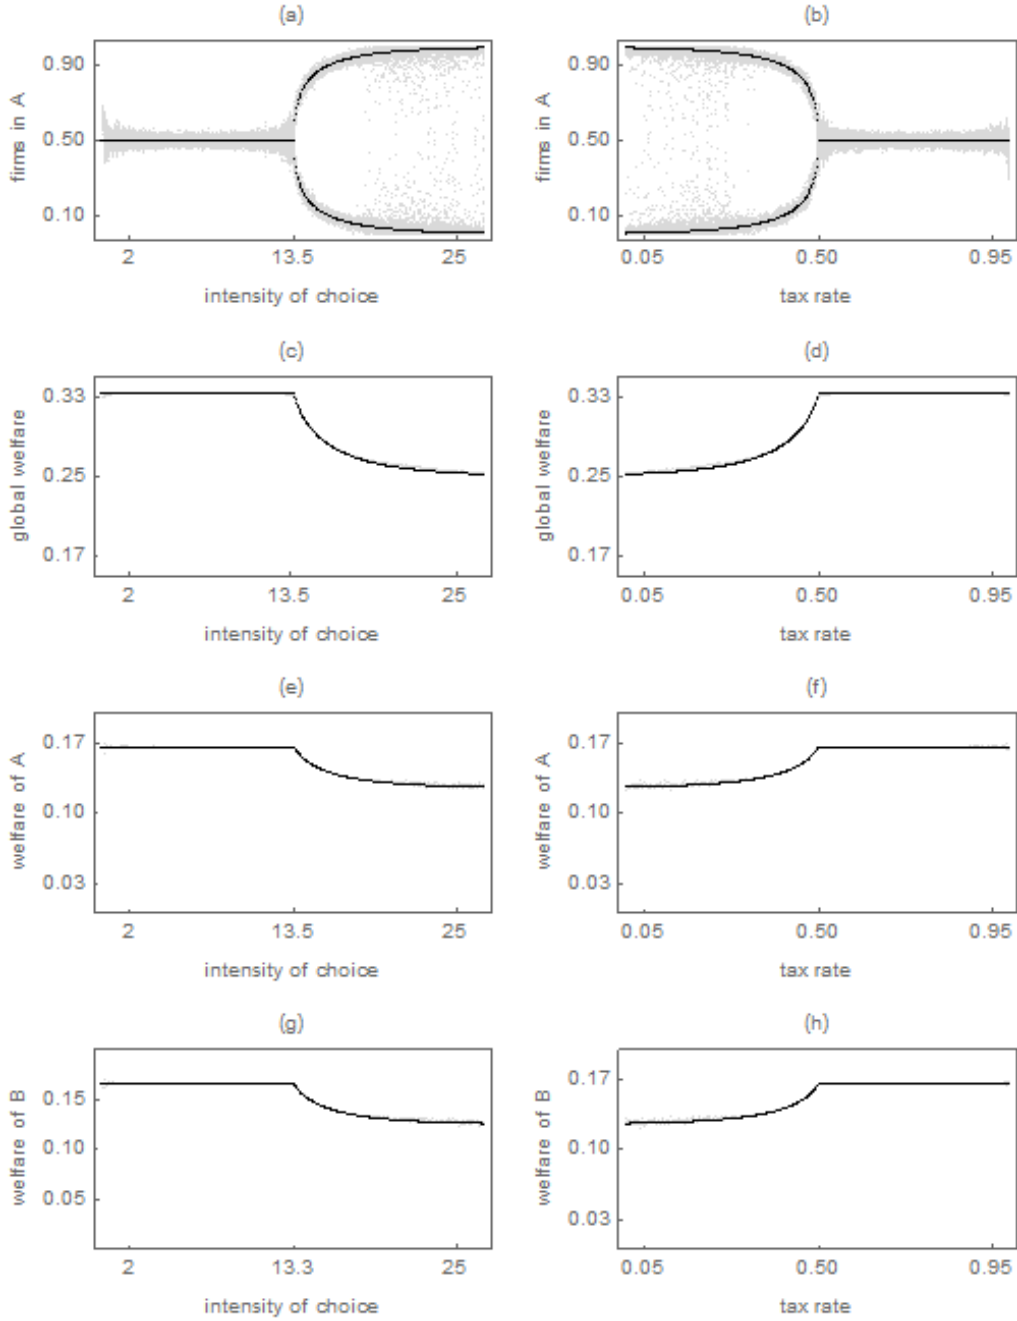 (a)
firms in A
0.90
0.50
0.10
2
13.5
25
intensity of choice
(b)
firms in A
0.90
0.50
0.10
0.05
0.50
0.95
tax rate
(c)
global welfare
0.33
0.25
0.17
2
13.5
25
intensity of choice
(d)
global welfare
0.33
0.25
0.17
0.05
0.50
0.95
tax rate
(e)
welfare of A
0.17
0.10
0.03
2
13.5
25
intensity of choice
(f)
welfare of A
0.17
0.10
0.03
0.05
0.50
0.95
tax rate
(g)
welfare of B
0.15
0.10
0.05
2
13.3
25
intensity of choice
(h)
welfare of B
0.17
0.10
0.03
0.05
0.50
0.95
tax rate